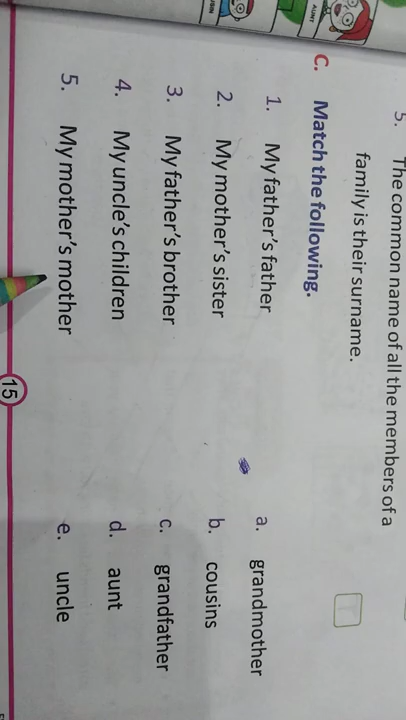 AUNT
5. The common name of all the members of a
family is their surname.
C. Match the following.
1. My father's father a. grandmother
2. My mother's sister b. cousins
3. My father's brother c. grandfather
4. My uncle's children d. aunt
5. My mother's mother e. uncle
15